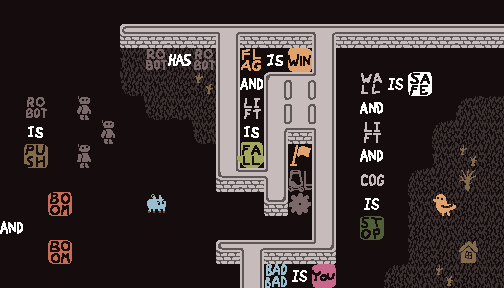 ROBOT HAS ROBOT
FLAG IS WIN
AND
LIFT
IS
FALL
WALL IS SAFE
AND
LIFT
AND
COG
IS
STOP
ROBOT
IS
PUSH
BOOM
AND
BOOM
BADBAD IS YOU